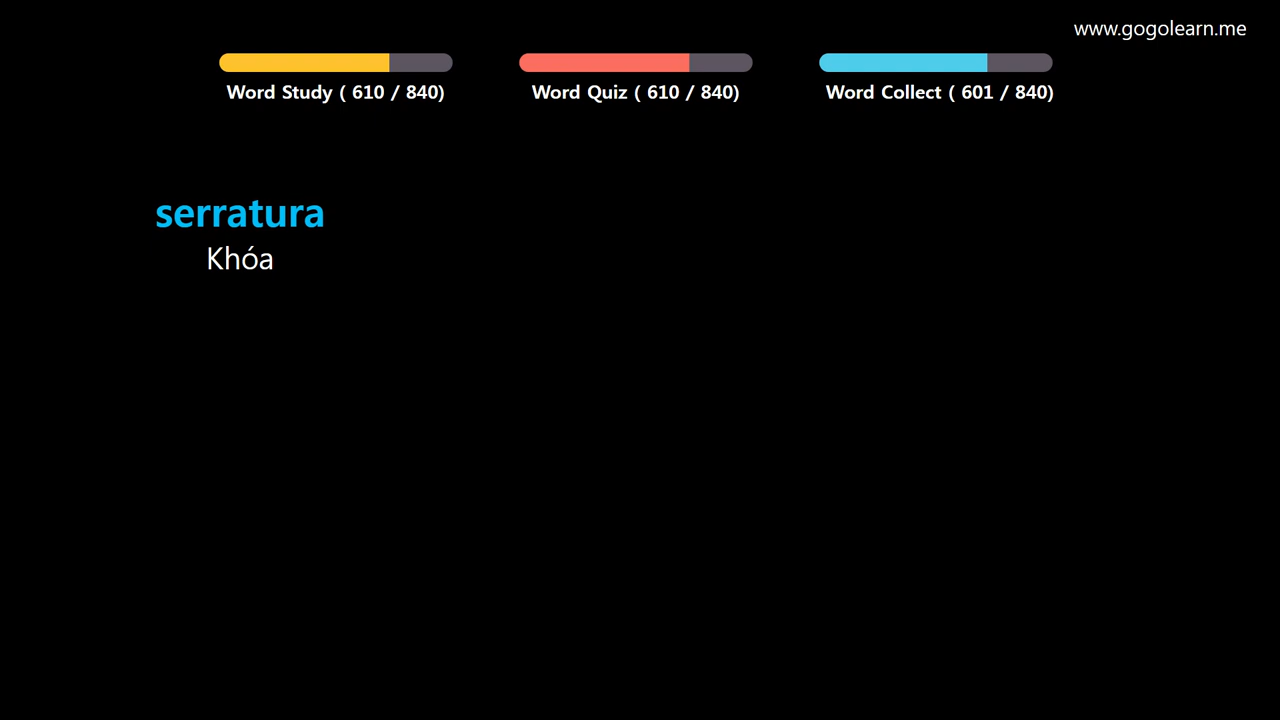 www.gogolearn.me
Word Study ( 610 / 840)
Word Quiz ( 610 / 840)
Word Collect ( 601 / 840)
serratura
Khóa